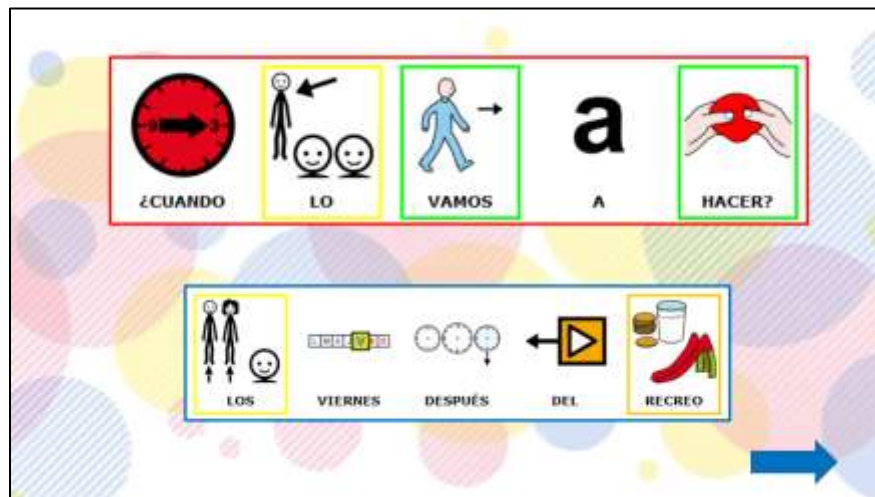 ¿CUANDO LO VAMOS A HACER?
LOS VIERNES DESPUÉS DEL RECREO